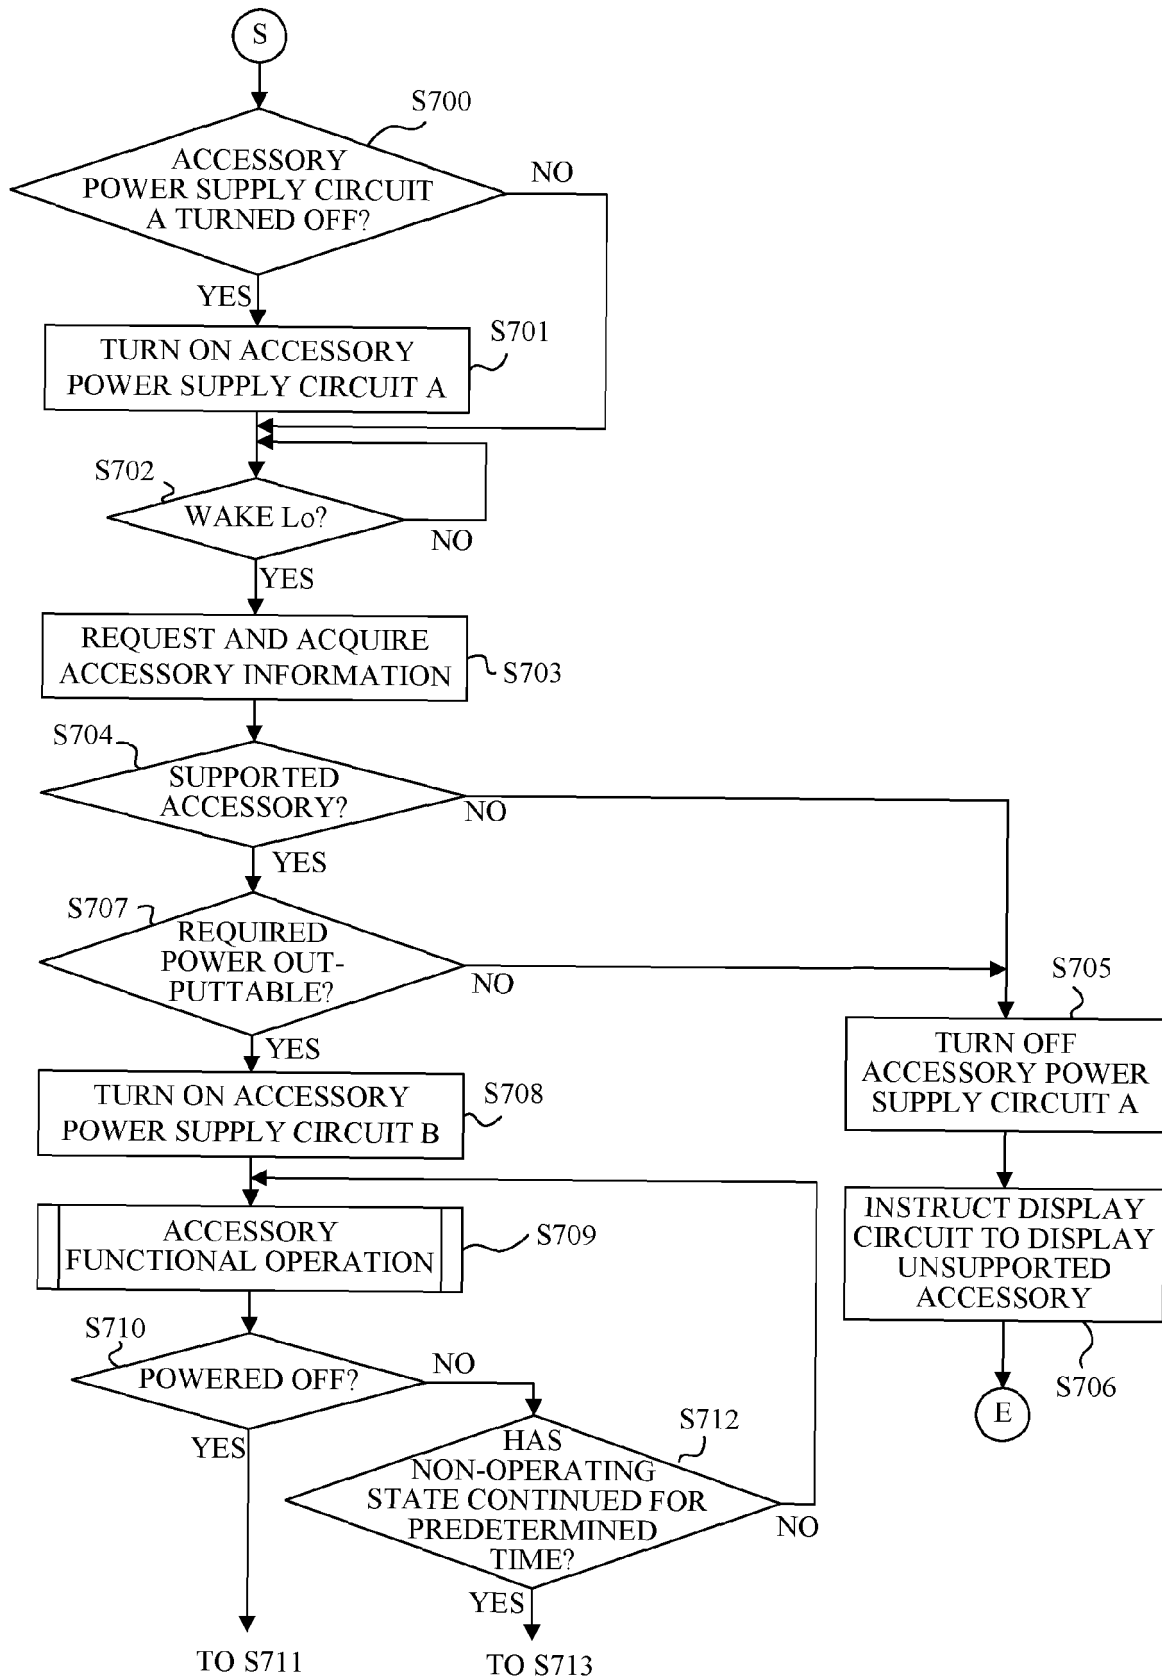 S
S700
ACCESSORY
POWER SUPPLY CIRCUIT
A TURNED OFF?
NO
YES
S701
TURN ON ACCESSORY
POWER SUPPLY CIRCUIT A
S702
WAKE Lo?
NO
YES
REQUEST AND ACQUIRE
ACCESSORY INFORMATION
S703
S704
SUPPORTED
ACCESSORY?
NO
YES
S707
REQUIRED
POWER OUT-
PUTTABLE?
NO
YES
S705
TURN OFF
ACCESSORY POWER
SUPPLY CIRCUIT A
TURN ON ACCESSORY
POWER SUPPLY CIRCUIT B
S708
INSTRUCT DISPLAY
CIRCUIT TO DISPLAY
UNSUPPORTED
ACCESSORY
S706
E
ACCESSORY
FUNCTIONAL OPERATION
S709
S710
POWERED OFF?
NO
YES
S712
HAS
NON-OPERATING
STATE CONTINUED FOR
PREDETERMINED
TIME?
NO
YES
TO S711
TO S713